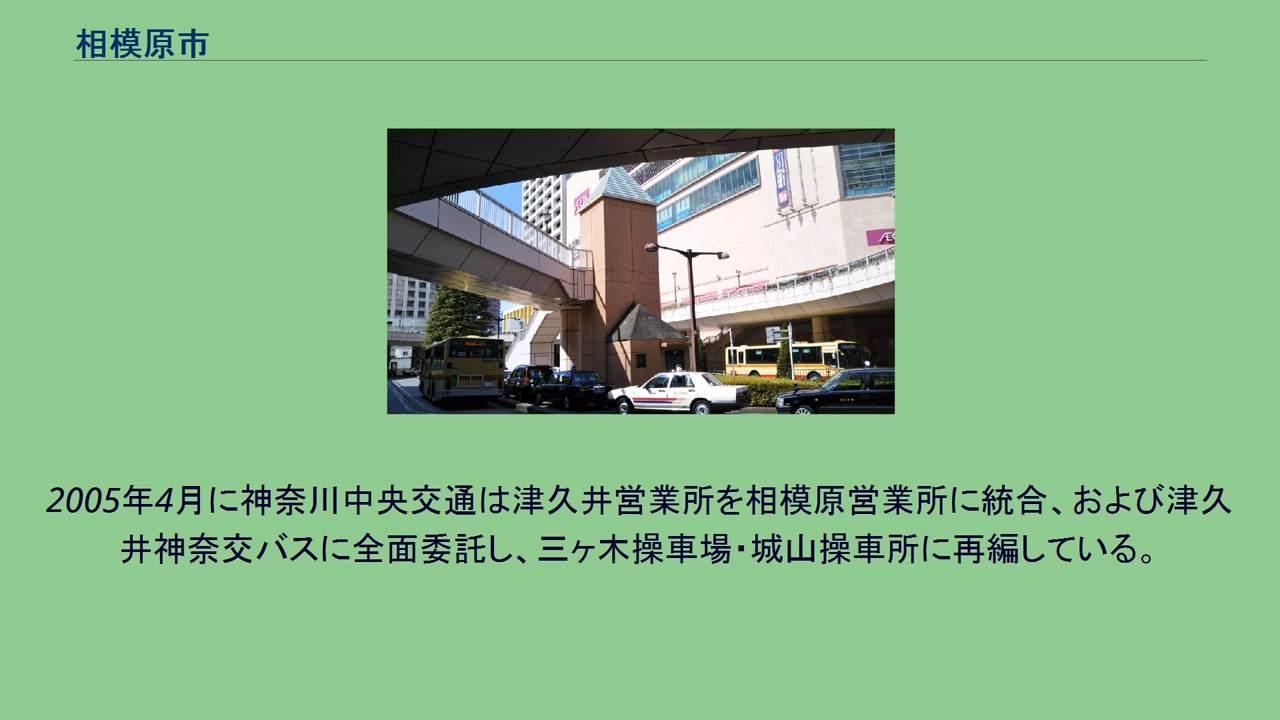 相模原市
2005年4月に神奈川中央交通は津久井営業所を相模原営業所に統合、および津久
井神奈交バスに全面委託し、三ヶ木操車場・城山操車所に再編している。